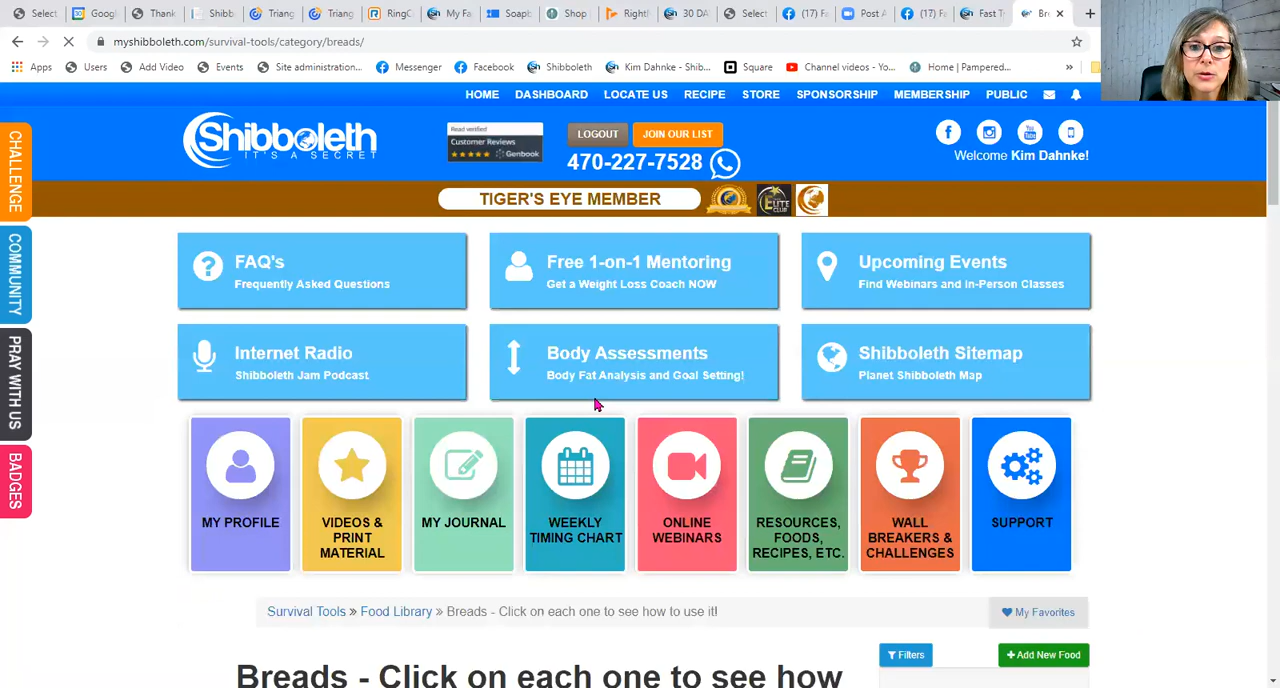 Select
Googl
Thank
Shibb
Triang
Triang
RingC
My Fa
Soapb
Shop
Righth
30 DA
Select
(17) Fa
Post A
(17) Fa
Fast Tr
Bre
myshibboleth.com/survival-tools/category/breads/
Apps Users Add Video Events Site administration... Messenger Faceb Shibboleth Kim Dahnke - Shib... Square Channel videos - Yo... Home | Pampered...
HOME DASHBOARD LOCATE US RECIPE STORE SPONSORSHIP MEMBERSHIP PUBLIC
Shibboleth
IT'S A SECRET
Read verified
Customer Reviews
Genbook
LOGOUT JOIN OUR LIST
470-227-7528
Welcome Kim Dahnke!
TIGER'S EYE MEMBER
CHALLENGE
COMMUNITY
PRAY WITH US
BADGES
FAQ's
Frequently Asked Questions
Free 1-on-1 Mentoring
Get a Weight Loss Coach NOW
Upcoming Events
Find Webinars and In-Person Classes
Internet Radio
Shibboleth Jam Podcast
Body Assessments
Body Fat Analysis and Goal Setting!
Shibboleth Sitemap
Planet Shibboleth Map
MY PROFILE
VIDEOS &
PRINT
MATERIAL
MY JOURNAL
WEEKLY
TIMING CHART
ONLINE
WEBINARS
RESOURCES,
FOODS,
RECIPES, ETC.
WALL
BREAKERS &
CHALLENGES
SUPPORT
Survival Tools » Food Library » Breads - Click on each one to see how to use it!
My Favorites
Filters
+ Add New Food
Breads - Click on each one to see how